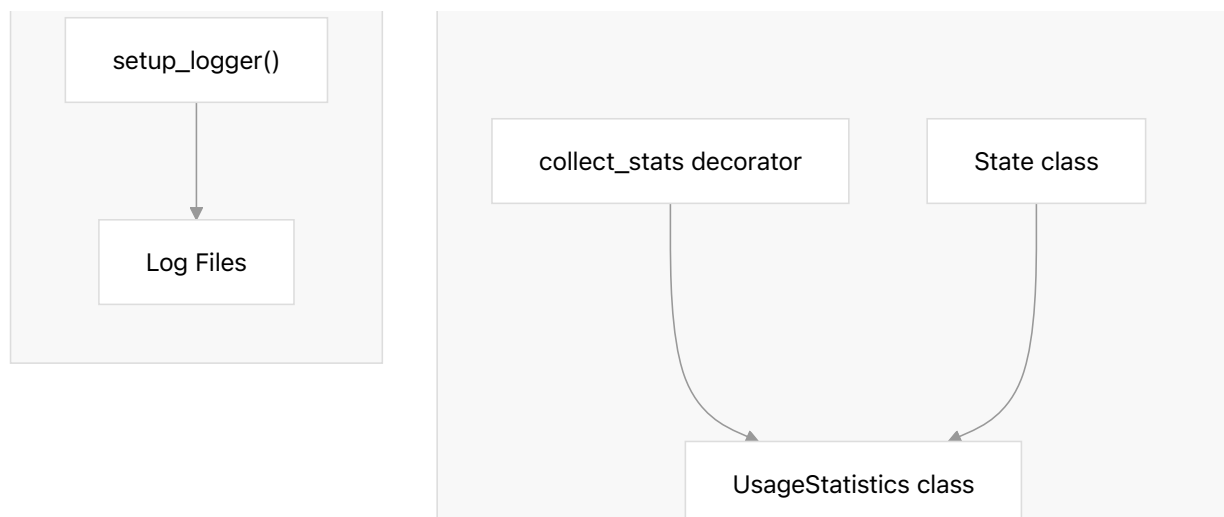 setup_logger()
Log Files
collect_stats decorator
State class
UsageStatistics class